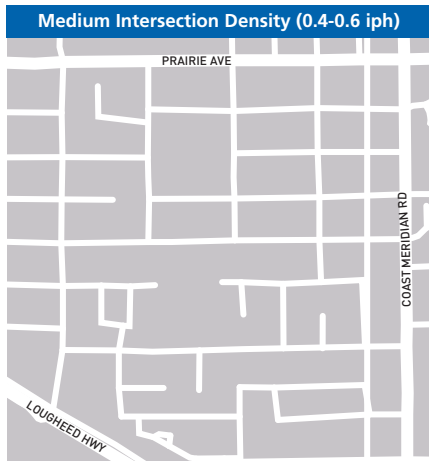 Medium Intersection Density (0.4-0.6 iph)
PRAIRIE AVE
COAST MERIDIAN RD
LOUGHEED HWY